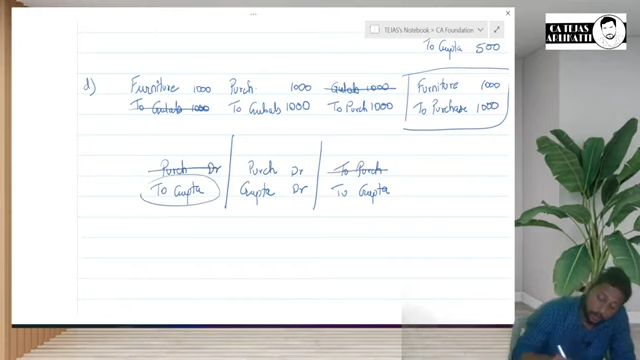 TEJAS's Notebook > CA Foundation
CA TEJAS
ARLIKATTI
To Gupta 500
d) Furniture 1000 Purch 1000 Gulab 1000 Furniture 1000
To Gulab 1000 To Gulab 1000 To Purch 1000 To Purchase 1000
Purch Dr Purch Dr To Purch
To Gupta Gupta Dr To Gupta